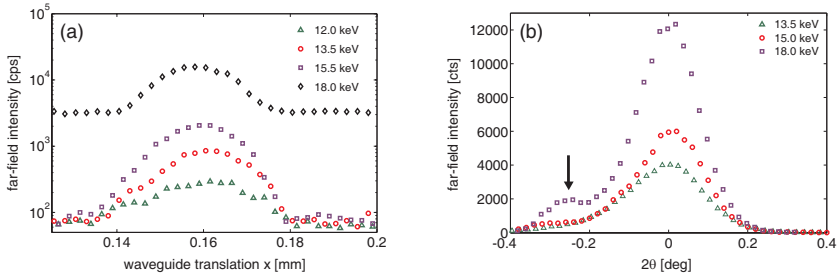 (a)
far-field intensity [cps]
10^5
10^4
10^3
10^2
12.0 keV
13.5 keV
15.5 keV
18.0 keV
0.14
0.16
0.18
0.2
waveguide translation x [mm]
(b)
far-field intensity [cts]
12000
10000
8000
6000
4000
2000
0
13.5 keV
15.0 keV
18.0 keV
-0.4
-0.2
0
0.2
0.4
2θ [deg]